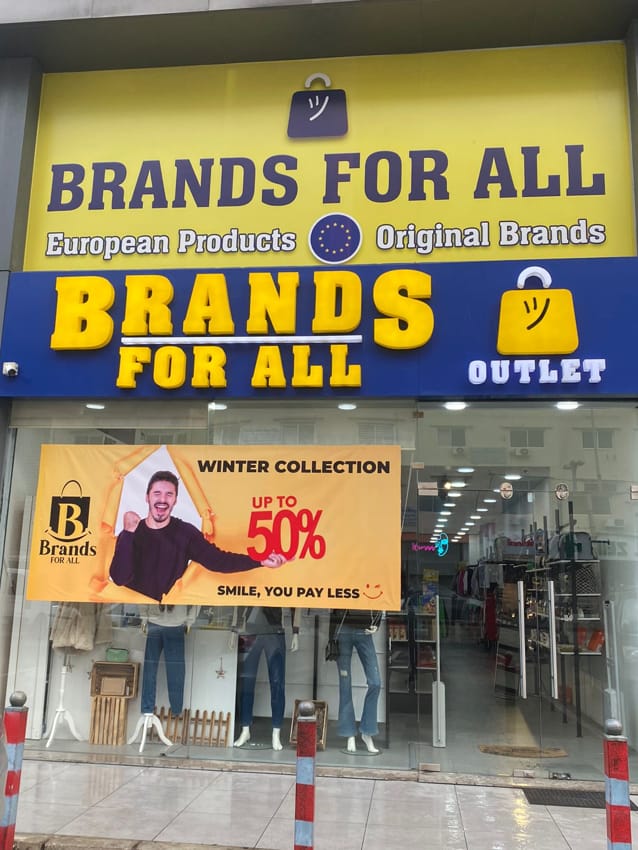 BRANDS FOR ALL
European Products Original Brands
BRANDS
FOR ALL
OUTLET
WINTER COLLECTION
UP TO
50%
B
Brands
FOR ALL
SMILE, YOU PAY LESS